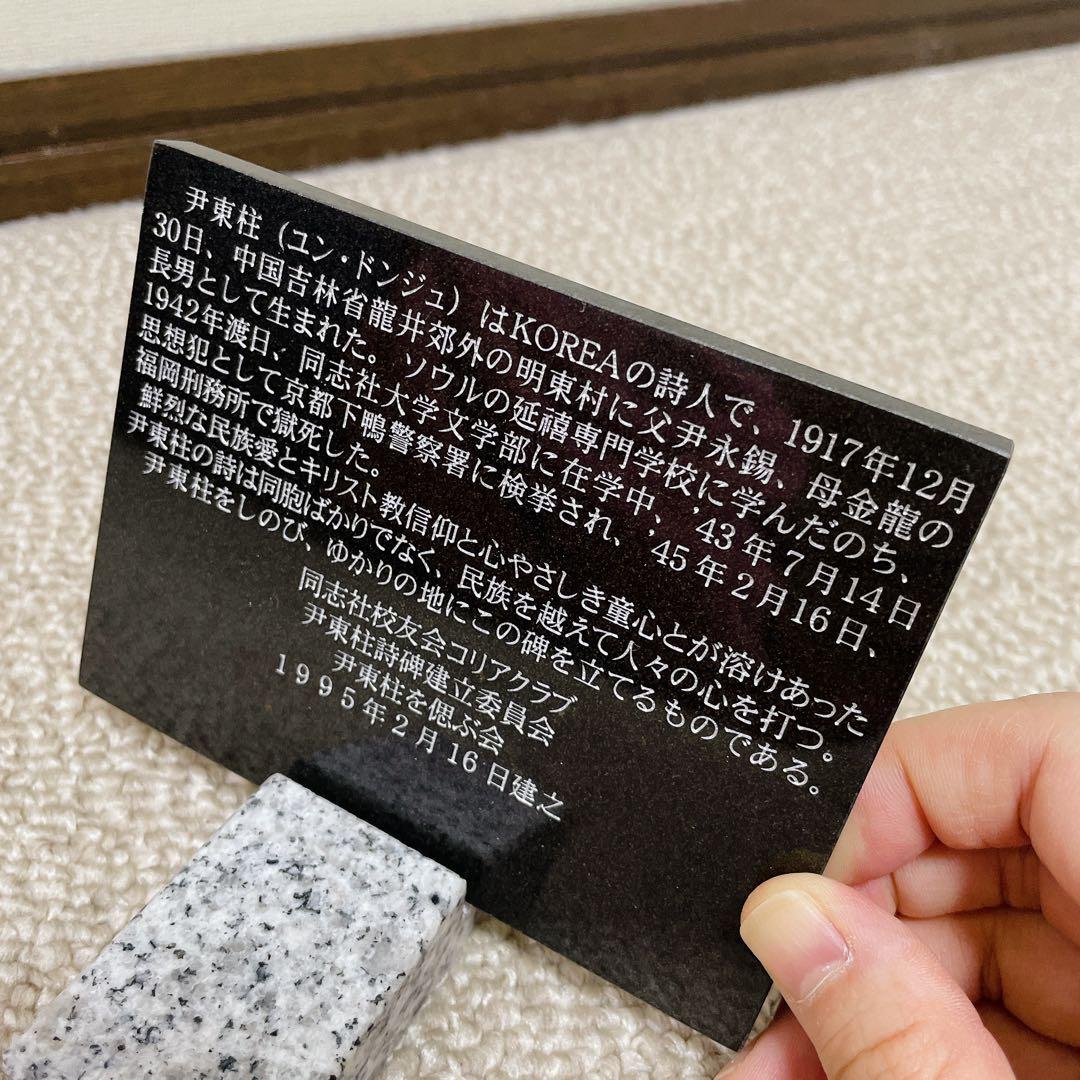 尹東柱（ユン・ドンジュ）はKOREAの詩人で、1917年12月
30日、中国吉林省龍井郊外の明東村に父尹永錫、母金龍の
長男として生まれた。ソウルの延禧専門学校に学んだのち、
1942年渡日、同志社大学文学部に在学中、'43年7月14日
思想犯として京都下鴨警察署に検挙され、'45年2月16日、
福岡刑務所で獄死した。
鮮烈な民族愛とキリスト教信仰と心やさしき童心とが溶けあった
尹東柱の詩は同胞ばかりでなく、民族を越えて人々の心を打つ。
尹東柱をしのび、ゆかりの地にこの碑を立てるものである。
同志社校友会コリアクラブ
尹東柱詩碑建立委員会
尹東柱を偲ぶ会
1995年2月16日建之